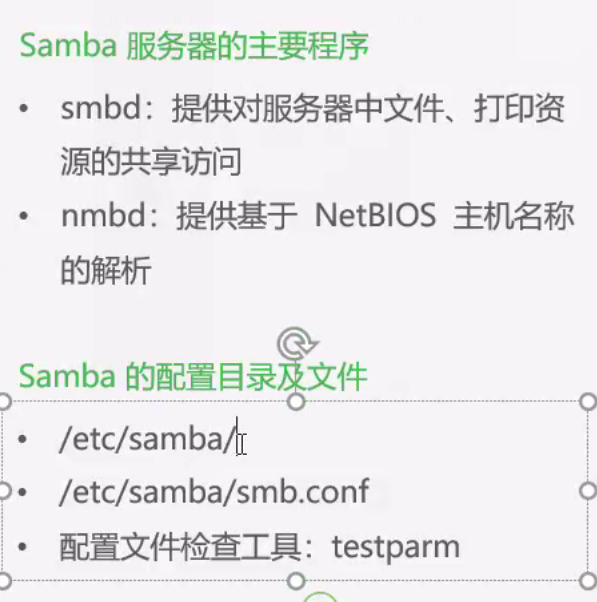 Samba 服务器的主要程序
• smbd：提供对服务器中文件、打印资
源的共享访问
• nmbd：提供基于 NetBIOS 主机名称
的解析
Samba 的配置目录及文件
• /etc/samba/
• /etc/samba/smb.conf
• 配置文件检查工具：testparm